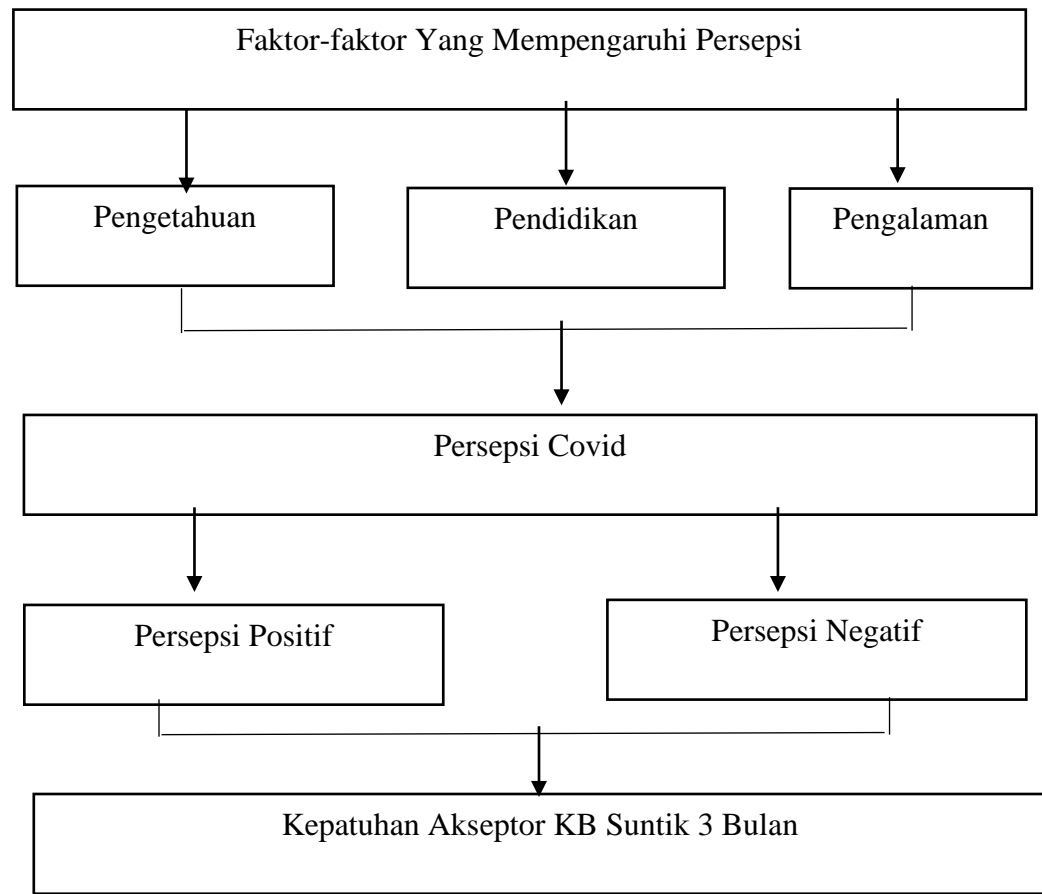 Faktor-faktor Yang Mempengaruhi Persepsi
Pengetahuan
Pendidikan
Pengalaman
Persepsi Covid
Persepsi Positif
Persepsi Negatif
Kepatuhan Akseptor KB Suntik 3 Bulan